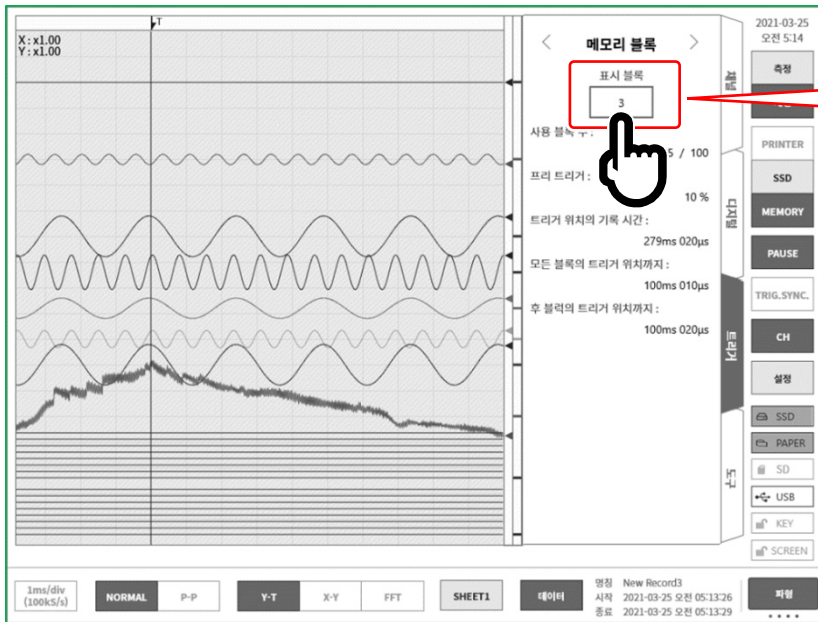 T
X : x1.00
Y : x1.00
메모리 블록
표시 블록
3
사용 블록 수 :
5 / 100
프리 트리거 :
10 %
트리거 위치의 기록 시간 :
279ms 020μs
모든 블록의 트리거 위치까지 :
100ms 010μs
후 블럭의 트리거 위치까지 :
100ms 020μs
채널
디지털
트리거
도구
2021-03-25
오전 5:14
측정
PRINTER
SSD
MEMORY
PAUSE
TRIG.SYNC.
CH
설정
SSD
PAPER
SD
USB
KEY
SCREEN
1ms/div
(100kS/s)
NORMAL
P-P
Y-T
X-Y
FFT
SHEET1
데이터
명칭 New Record3
시작 2021-03-25 오전 05:13:26
종료 2021-03-25 오전 05:13:29
파형